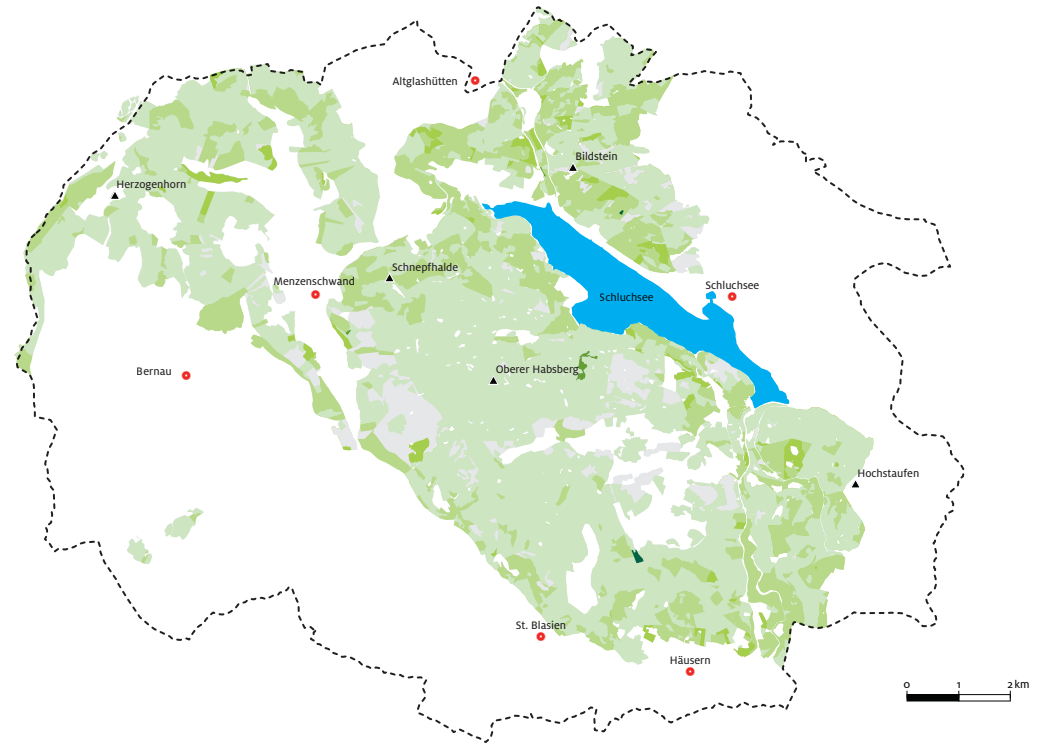 Altglashütten
Bildstein
Herzogenhorn
Schnepfhalde
Menzenschwand
Schluchsee
Schluchsee
Bernau
Oberer Habsberg
Hochstaufen
St. Blasien
Häusern
0 1 2 km